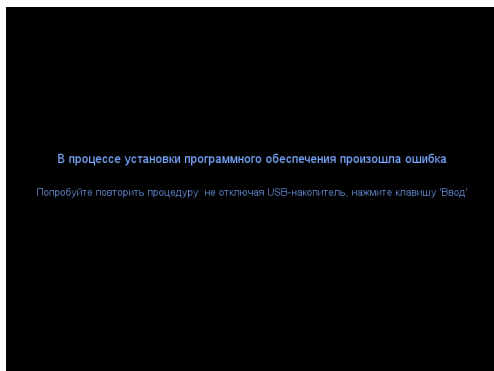 В процессе установки программного обеспечения произошла ошибка
Попробуйте повторить процедуру: не отключая USB-накопитель, нажмите клавишу 'Ввод'